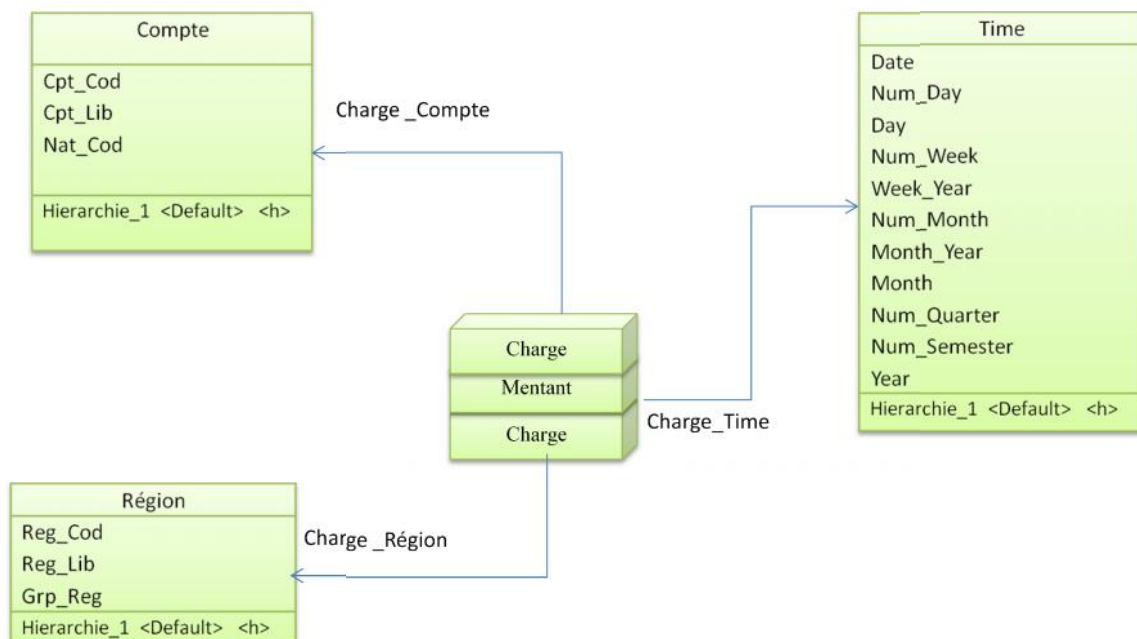 Compte
Cpt_Cod
Cpt_Lib
Nat_Cod
Hierarchie_1 <Default> <h>
Charge _Compte
Time
Date
Num_Day
Day
Num_Week
Week_Year
Num_Month
Month_Year
Month
Num_Quarter
Num_Semester
Year
Hierarchie_1 <Default> <h>
Charge
Mentant
Charge
Charge_Time
Région
Reg_Cod
Reg_Lib
Grp_Reg
Hierarchie_1 <Default> <h>
Charge _Région